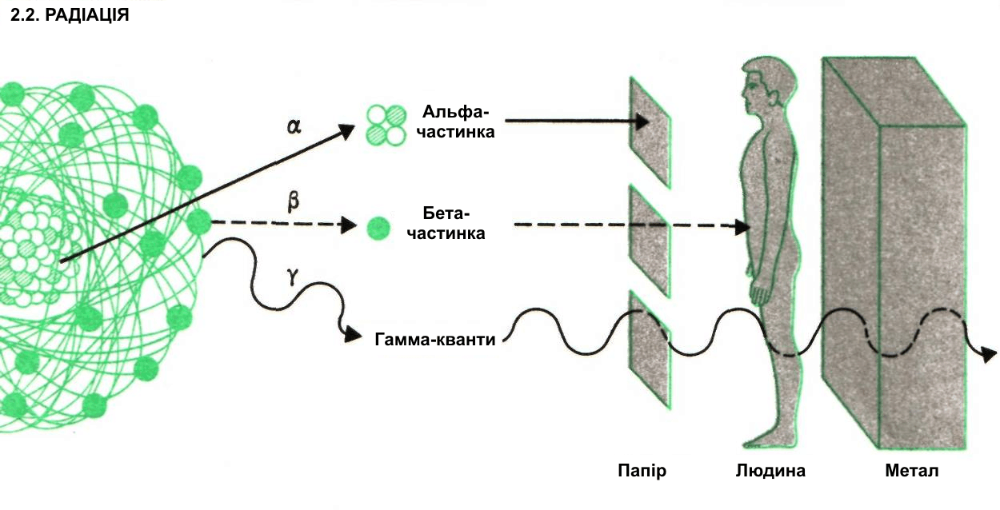 2.2. РАДІАЦІЯ
α
Альфа-
частинка
β
Бета-
частинка
γ
Гамма-кванти
Папір
Людина
Метал